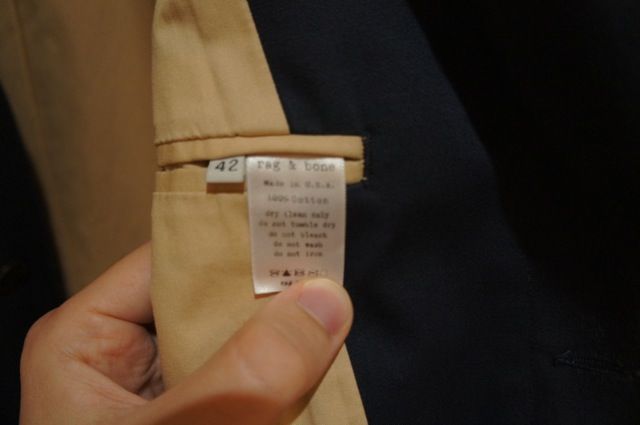 42
rag & bone
Made in U.S.A.
100% Cotton
dry clean only
do not tumble dry
do not bleach
do not wash
do not iron